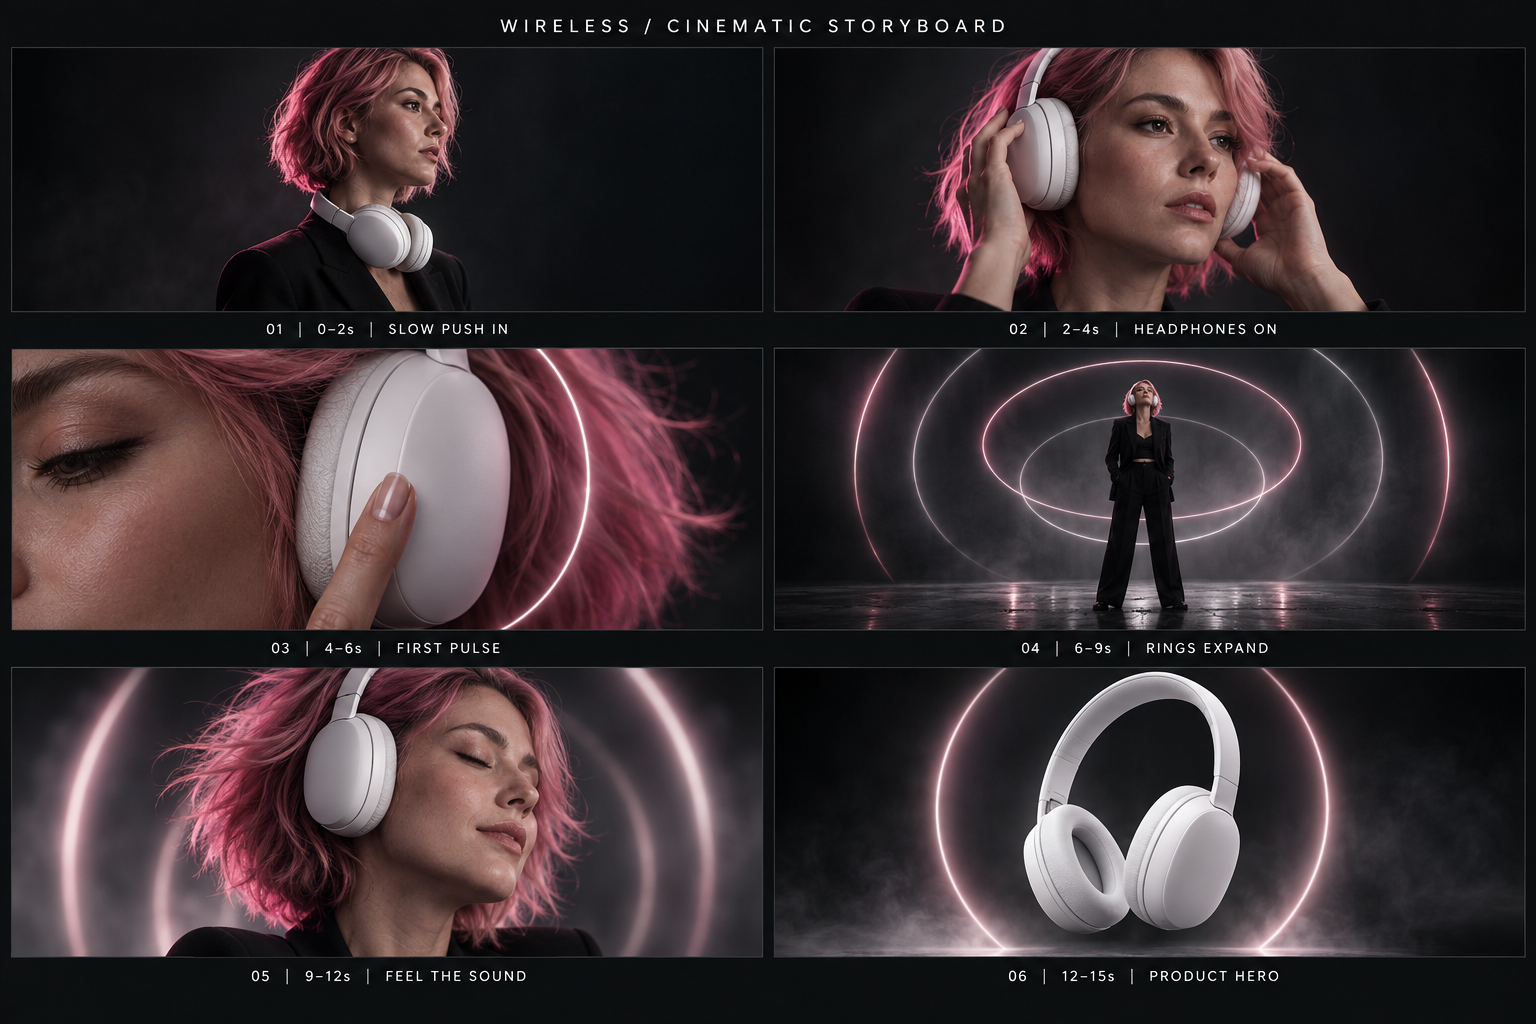 WIRELESS / CINEMATIC STORYBOARD
01 | 0–2s | SLOW PUSH IN
02 | 2–4s | HEADPHONES ON
03 | 4–6s | FIRST PULSE
04 | 6–9s | RINGS EXPAND
05 | 9–12s | FEEL THE SOUND
06 | 12–15s | PRODUCT HERO